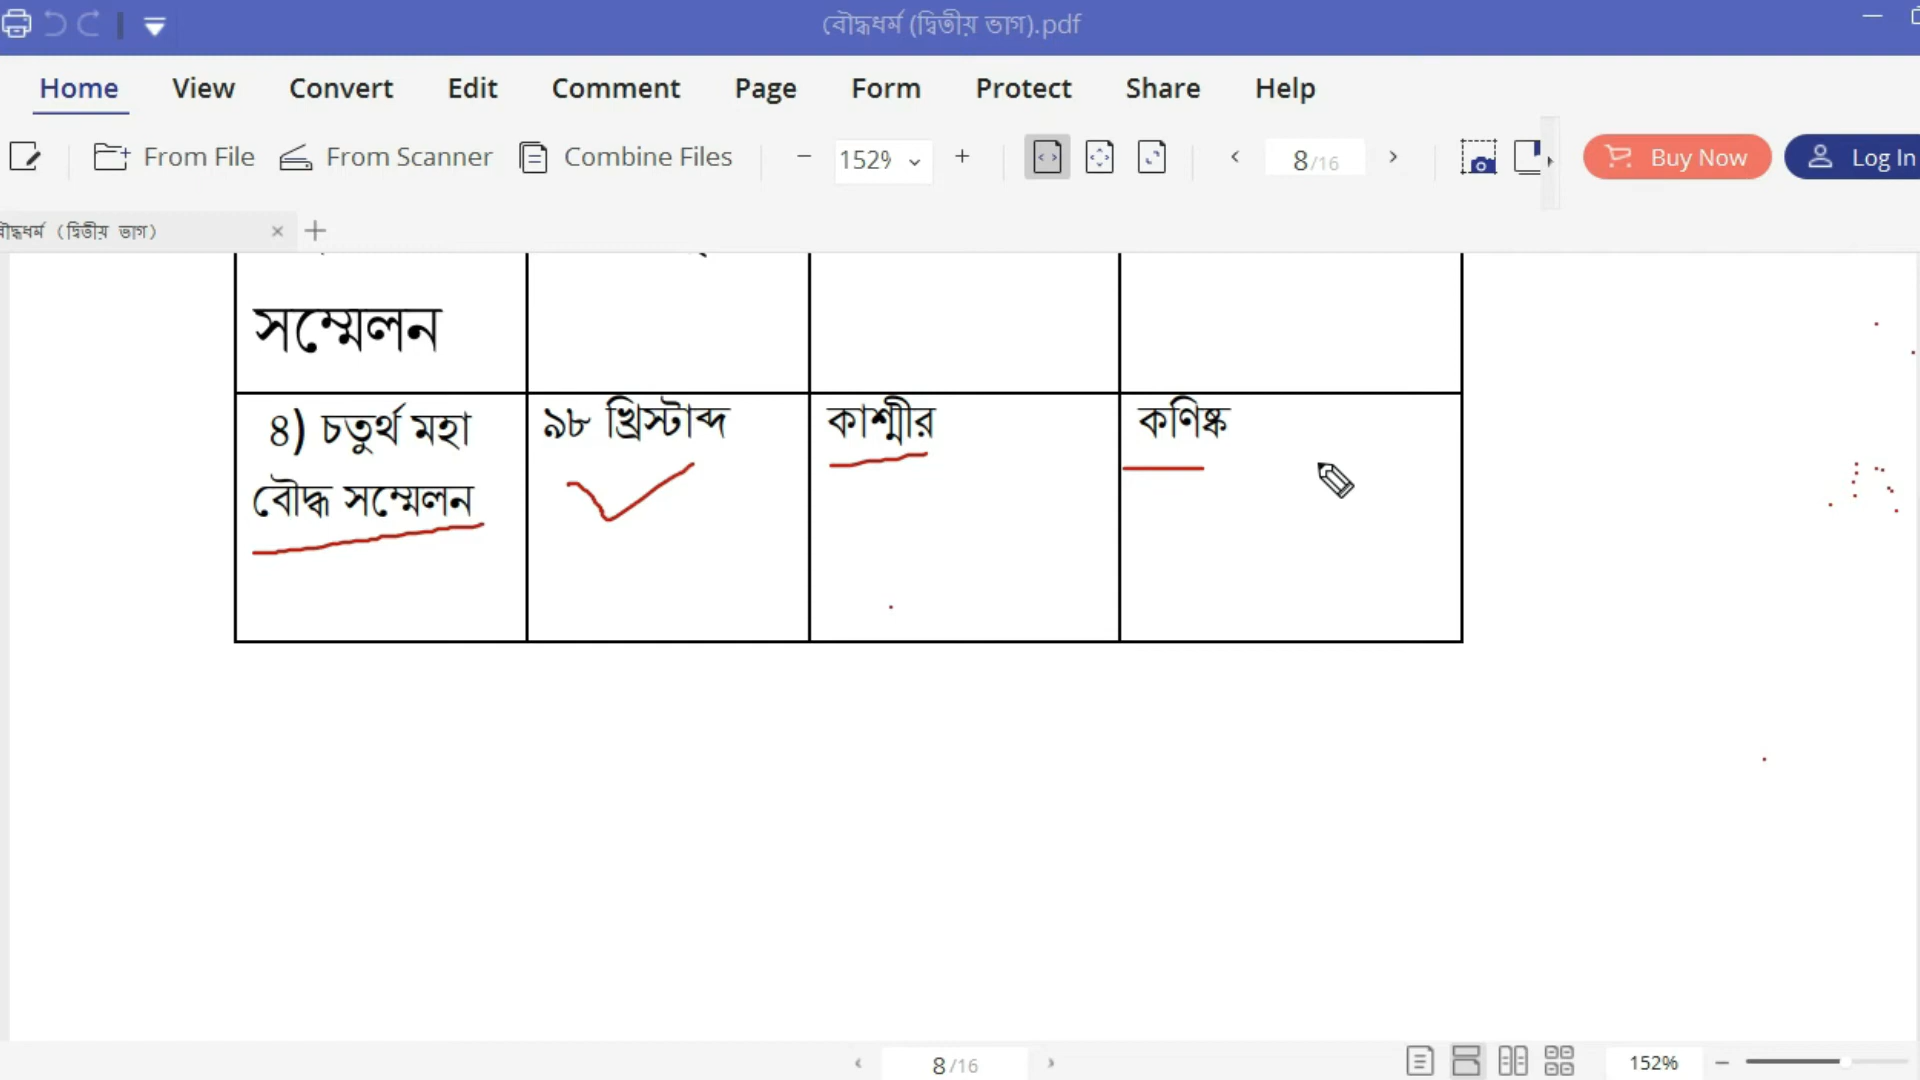 বৌদ্ধধর্ম (দ্বিতীয় ভাগ).pdf
Home View Convert Edit Comment Page Form Protect Share Help
From File From Scanner Combine Files 152% 8/16 Buy Now Log In
(দ্বিতীয় ভাগ)
সম্মেলন
৪) চতুর্থ মহা
বৌদ্ধ সম্মেলন
৯৮ খ্রিস্টাব্দ
কাশ্মীর
কণিষ্ক
8/16 152%